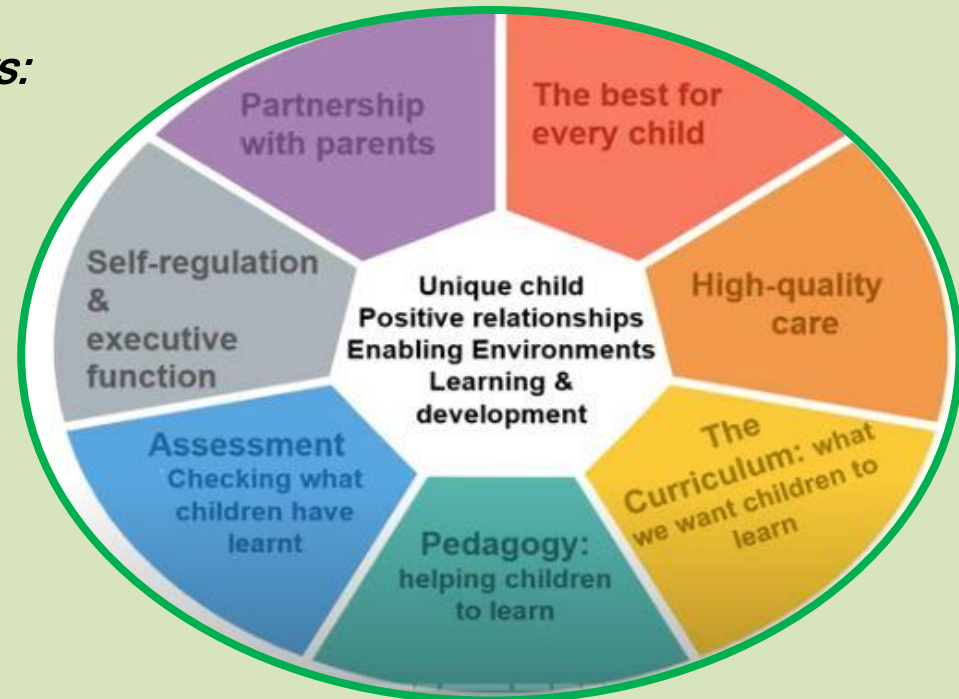 Partnership
with parents
The best for
every child
Self-regulation
&
executive
function
Unique child
Positive relationships
Enabling Environments
Learning &
development
High-quality
care
Assessment
Checking what
children have
learnt
Pedagogy:
helping children
to learn
The
Curriculum: what
we want children to
learn